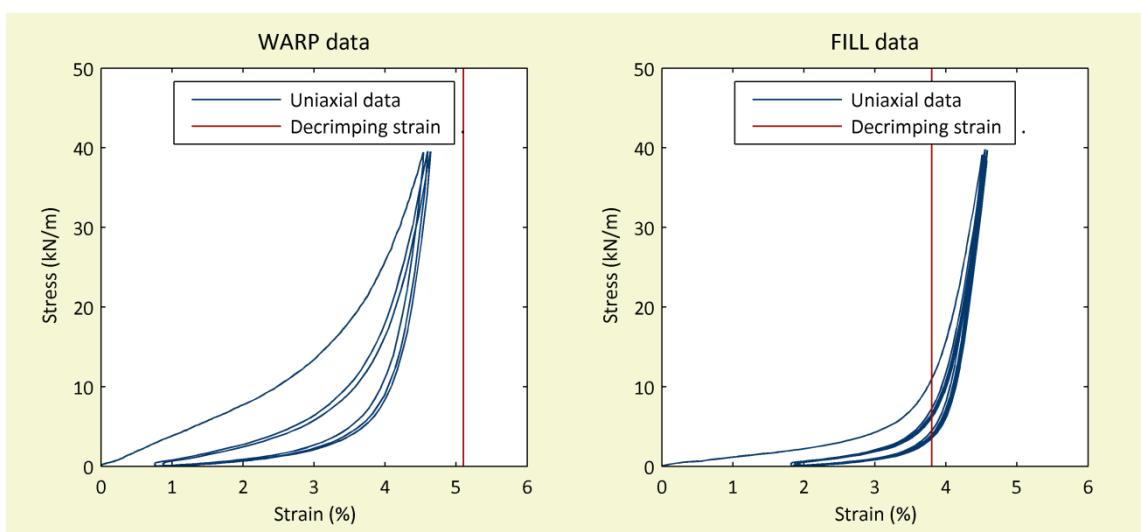 WARP data
50
40
30
20
10
0
Stress (kN/m)
Uniaxial data
Decrimping strain .
0 1 2 3 4 5 6
Strain (%)
FILL data
50
40
30
20
10
0
Stress (kN/m)
Uniaxial data
Decrimping strain .
0 1 2 3 4 5 6
Strain (%)